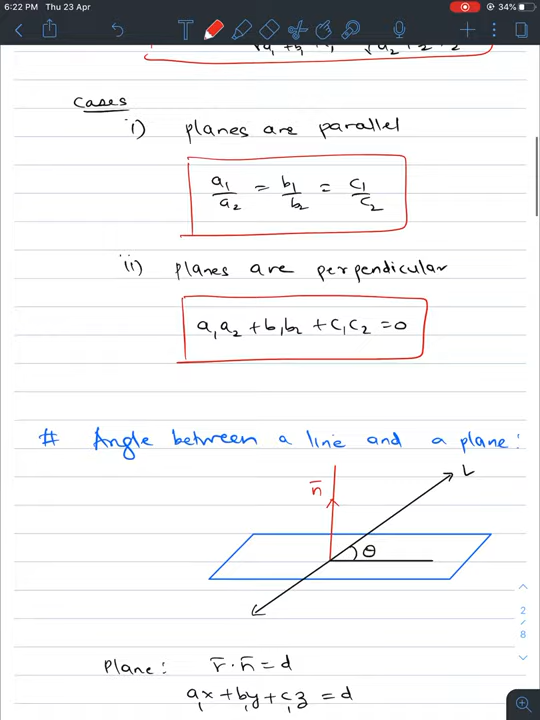 6:22 PM Thu 23 Apr
34%
Cases
i) planes are parallel
a₁/a₂ = b₁/b₂ = c₁/c₂
ii) planes are perpendicular
a₁a₂ + b₁b₂ + c₁c₂ = 0
# Angle between a line and a plane:
L
n̄
θ
2
/
8
Plane: r̄ · n̄ = d
a₁x + b₁y + c₁z = d